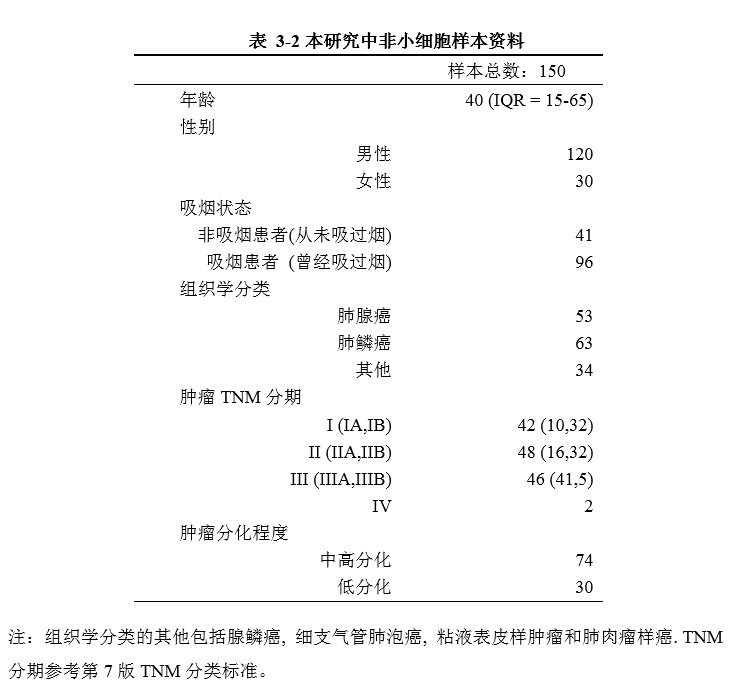 表 3-2 本研究中非小细胞样本资料
样本总数：150
年龄 40 (IQR = 15-65)
性别
男性 120
女性 30
吸烟状态
非吸烟患者(从未吸过烟) 41
吸烟患者 (曾经吸过烟) 96
组织学分类
肺腺癌 53
肺鳞癌 63
其他 34
肿瘤 TNM 分期
I (IA,IB) 42 (10,32)
II (IIA,IIB) 48 (16,32)
III (IIIA,IIIB) 46 (41,5)
IV 2
肿瘤分化程度
中高分化 74
低分化 30
注：组织学分类的其他包括腺鳞癌, 细支气管肺泡癌, 粘液表皮样肿瘤和肺肉瘤样癌. TNM
分期参考第 7 版 TNM 分类标准。